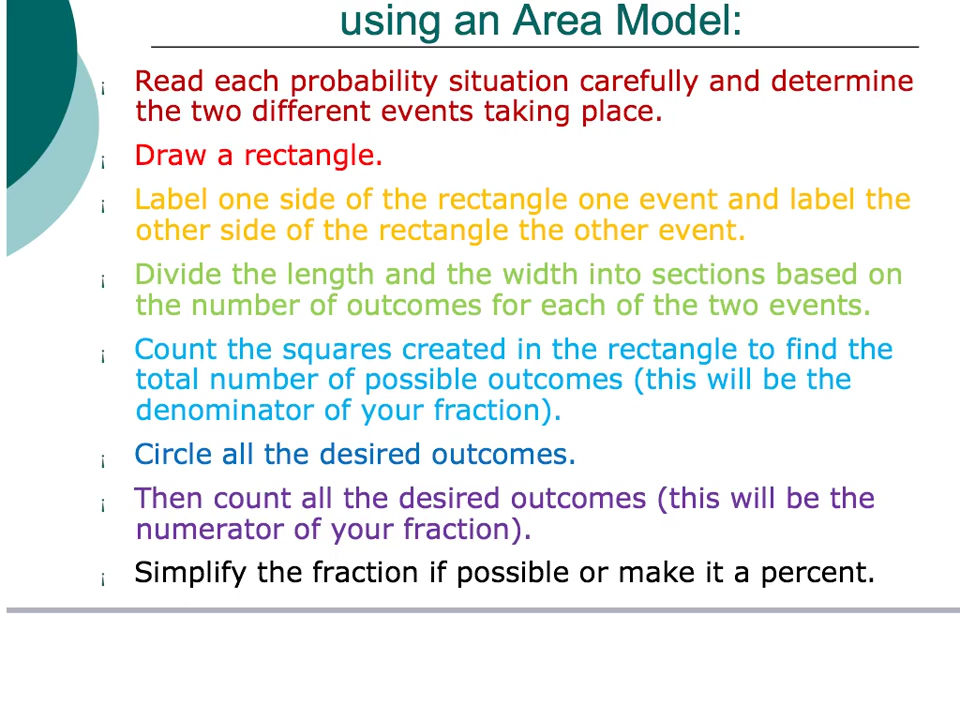 using an Area Model:
¡ Read each probability situation carefully and determine
the two different events taking place.
¡ Draw a rectangle.
¡ Label one side of the rectangle one event and label the
other side of the rectangle the other event.
¡ Divide the length and the width into sections based on
the number of outcomes for each of the two events.
¡ Count the squares created in the rectangle to find the
total number of possible outcomes (this will be the
denominator of your fraction).
¡ Circle all the desired outcomes.
¡ Then count all the desired outcomes (this will be the
numerator of your fraction).
¡ Simplify the fraction if possible or make it a percent.